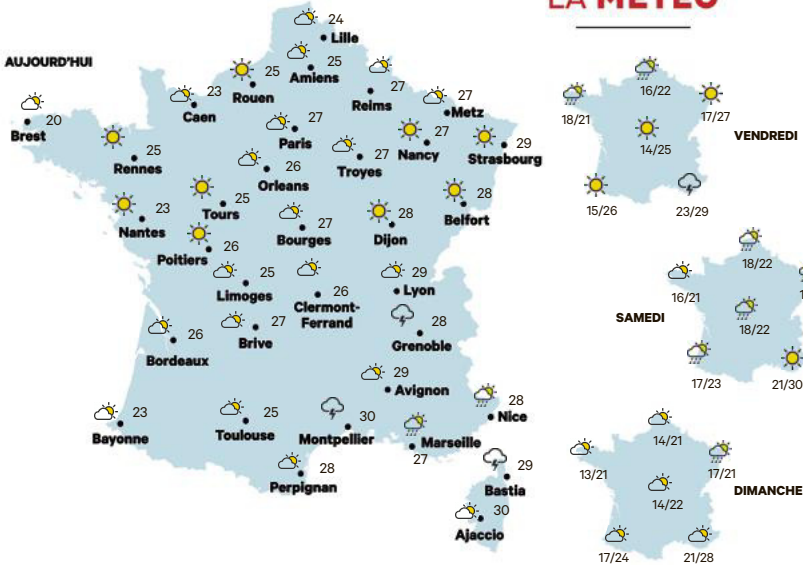 LA MÉTÉO
AUJOURD'HUI
24
Lille
25
Amiens
25
Rouen
23
Caen
27
Reims
27
Metz
20
Brest
27
Paris
27
Nancy
29
Strasbourg
25
Rennes
27
Troyes
26
Orleans
28
Belfort
25
Tours
23
Nantes
27
Bourges
28
Dijon
26
Poitiers
25
Limoges
26
Clermont-
Ferrand
29
Lyon
27
Brive
28
Grenoble
26
Bordeaux
29
Avignon
23
Bayonne
25
Toulouse
30
Montpellier
Marseille
27
28
Nice
28
Perpignan
29
Bastia
30
Ajaccio
VENDREDI
16/22
18/21
17/27
14/25
15/26
23/29
SAMEDI
18/22
16/21
18/22
17/23
21/30
DIMANCHE
14/21
13/21
17/21
14/22
17/24
21/28